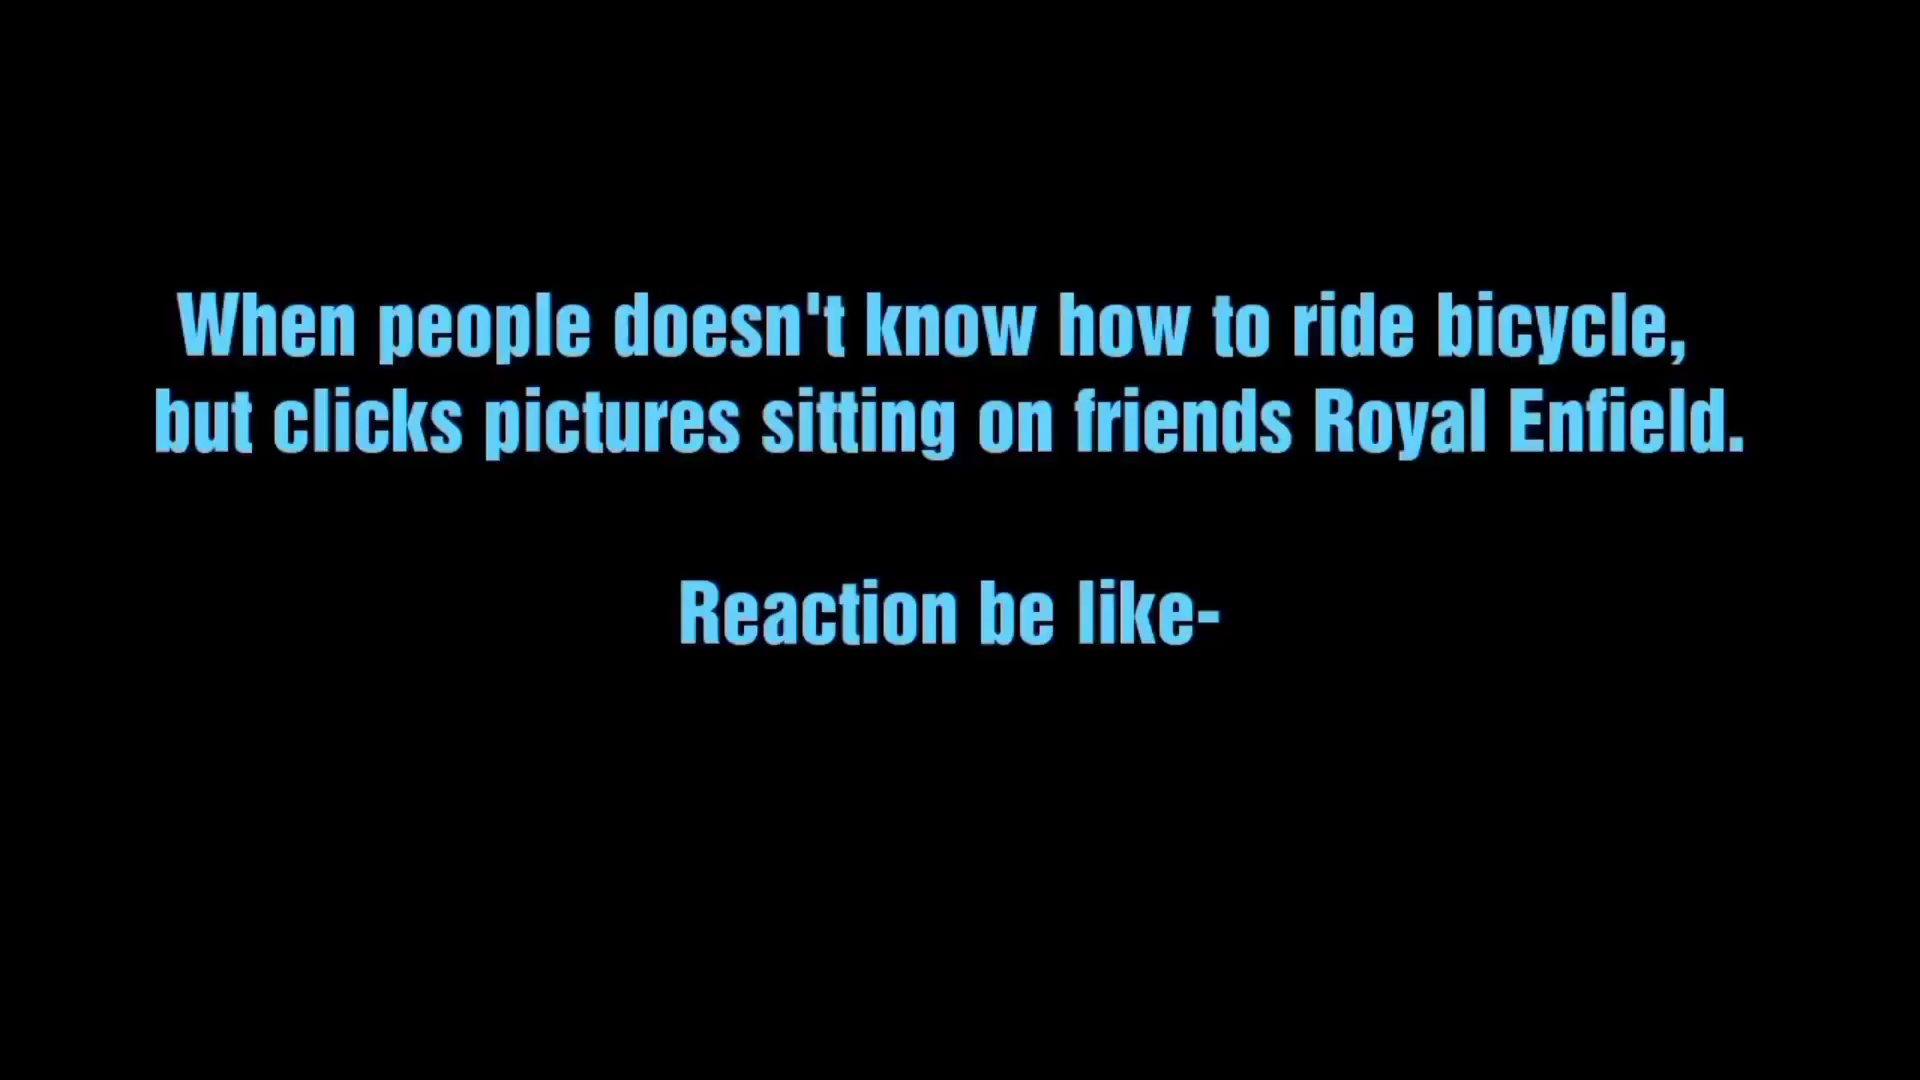 When people doesn't know how to ride bicycle,
but clicks pictures sitting on friends Royal Enfield.
Reaction be like-